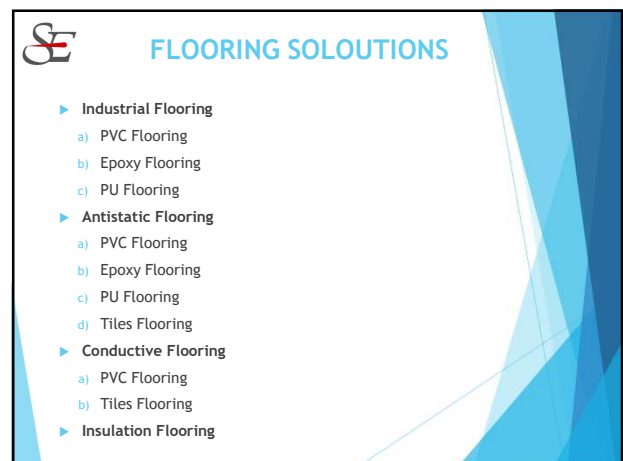 SE
FLOORING SOLOUTIONS
Industrial Flooring
a) PVC Flooring
b) Epoxy Flooring
c) PU Flooring
Antistatic Flooring
a) PVC Flooring
b) Epoxy Flooring
c) PU Flooring
d) Tiles Flooring
Conductive Flooring
a) PVC Flooring
b) Tiles Flooring
Insulation Flooring